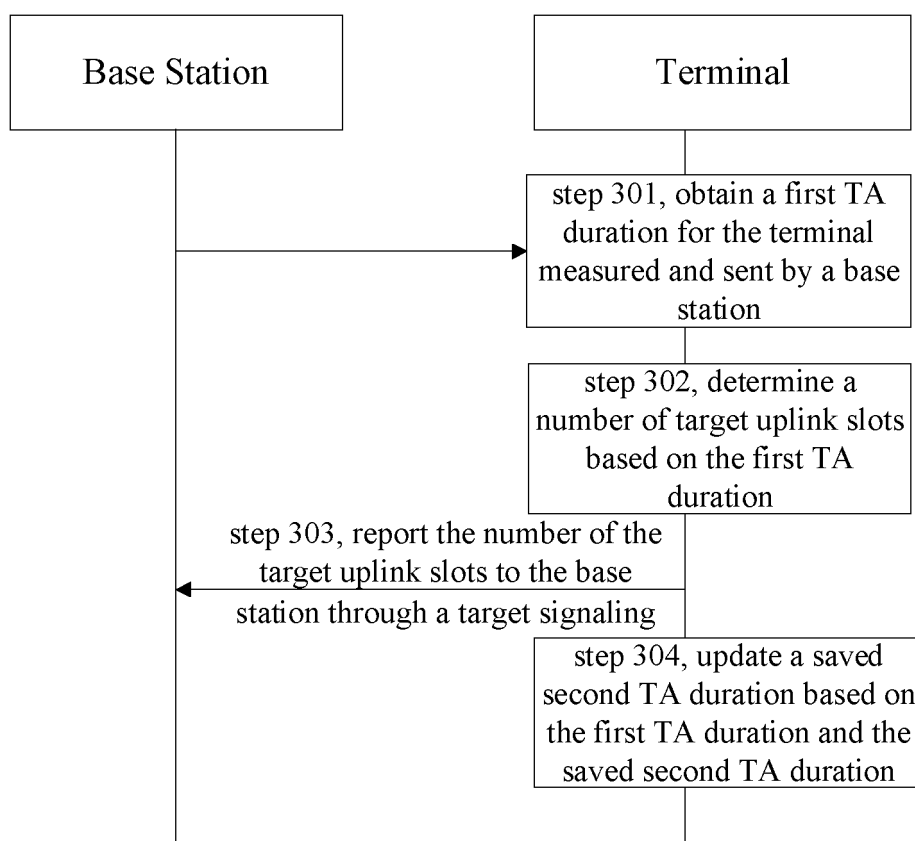 Base Station
Terminal
step 301, obtain a first TA
duration for the terminal
measured and sent by a base
station
step 302, determine a
number of target uplink slots
based on the first TA
duration
step 303, report the number of the
target uplink slots to the base
station through a target signaling
step 304, update a saved
second TA duration based on
the first TA duration and the
saved second TA duration